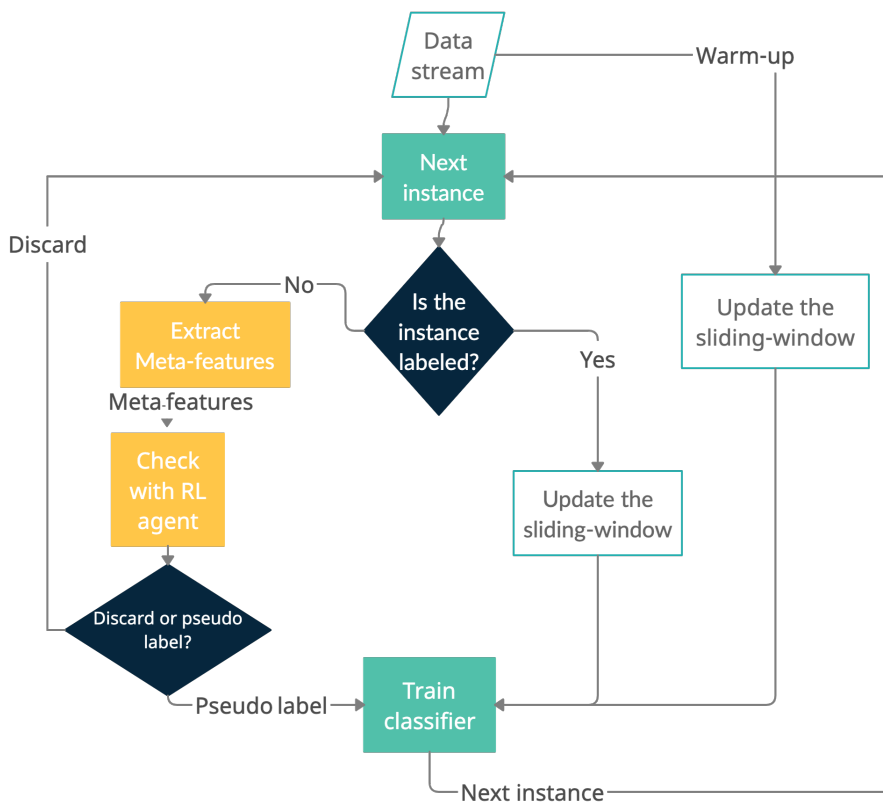 Data
stream
Warm-up
Next
instance
Discard
No
Is the
instance
labeled?
Yes
Update the
sliding-window
Extract
Meta-features
Meta-features
Check
with RL
agent
Update the
sliding-window
Discard or pseudo
label?
Pseudo label
Train
classifier
Next instance